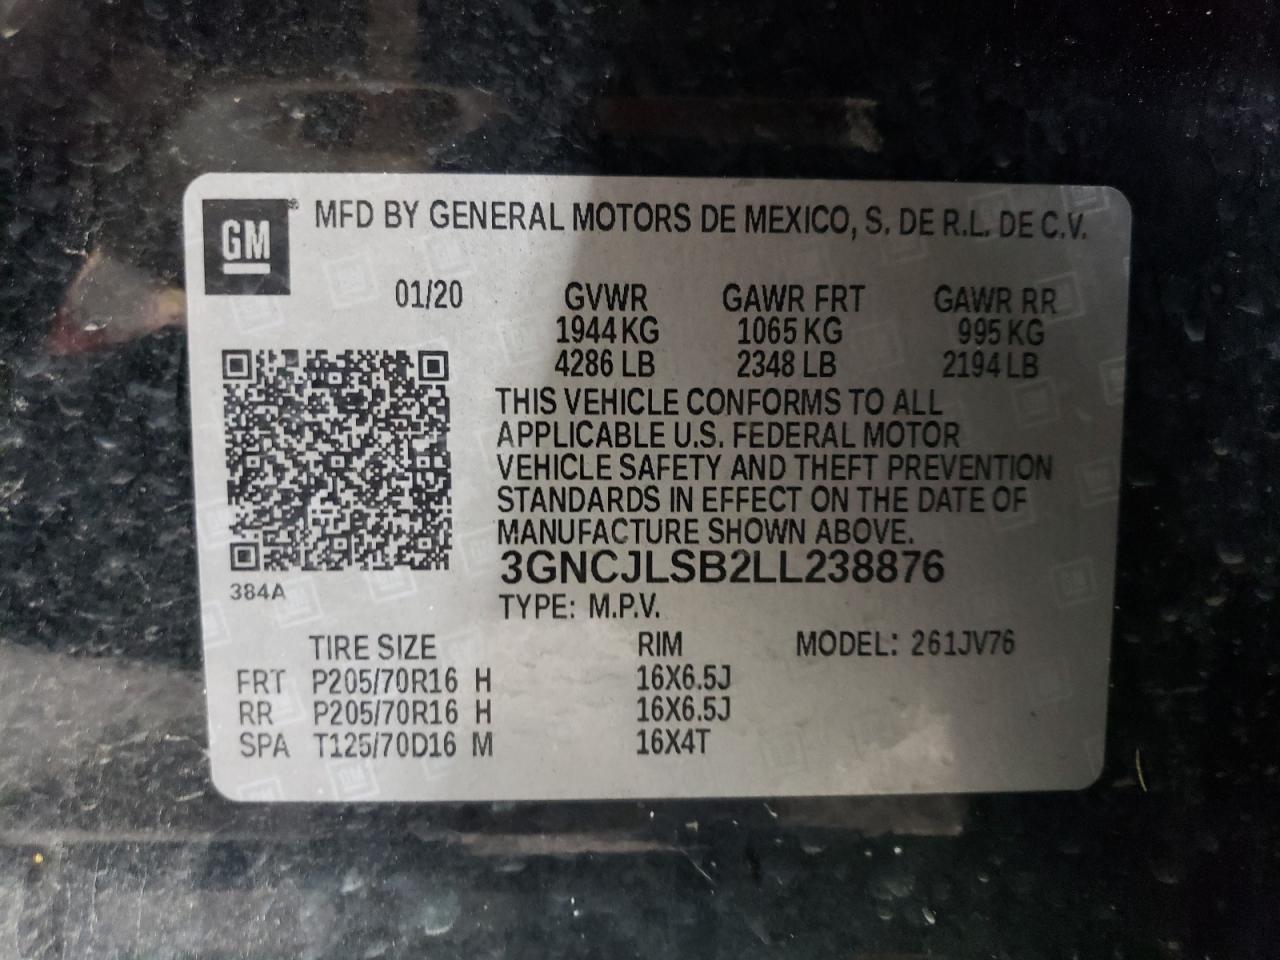 GM® MFD BY GENERAL MOTORS DE MEXICO, S. DE R.L. DE C.V.
01/20 GVWR GAWR FRT GAWR RR
1944 KG 1065 KG 995 KG
4286 LB 2348 LB 2194 LB
THIS VEHICLE CONFORMS TO ALL
APPLICABLE U.S. FEDERAL MOTOR
VEHICLE SAFETY AND THEFT PREVENTION
STANDARDS IN EFFECT ON THE DATE OF
MANUFACTURE SHOWN ABOVE.
3GNCJLSB2LL238876
384A
TYPE: M.P.V.
TIRE SIZE RIM MODEL: 261JV76
FRT P205/70R16 H 16X6.5J
RR P205/70R16 H 16X6.5J
SPA T125/70D16 M 16X4T